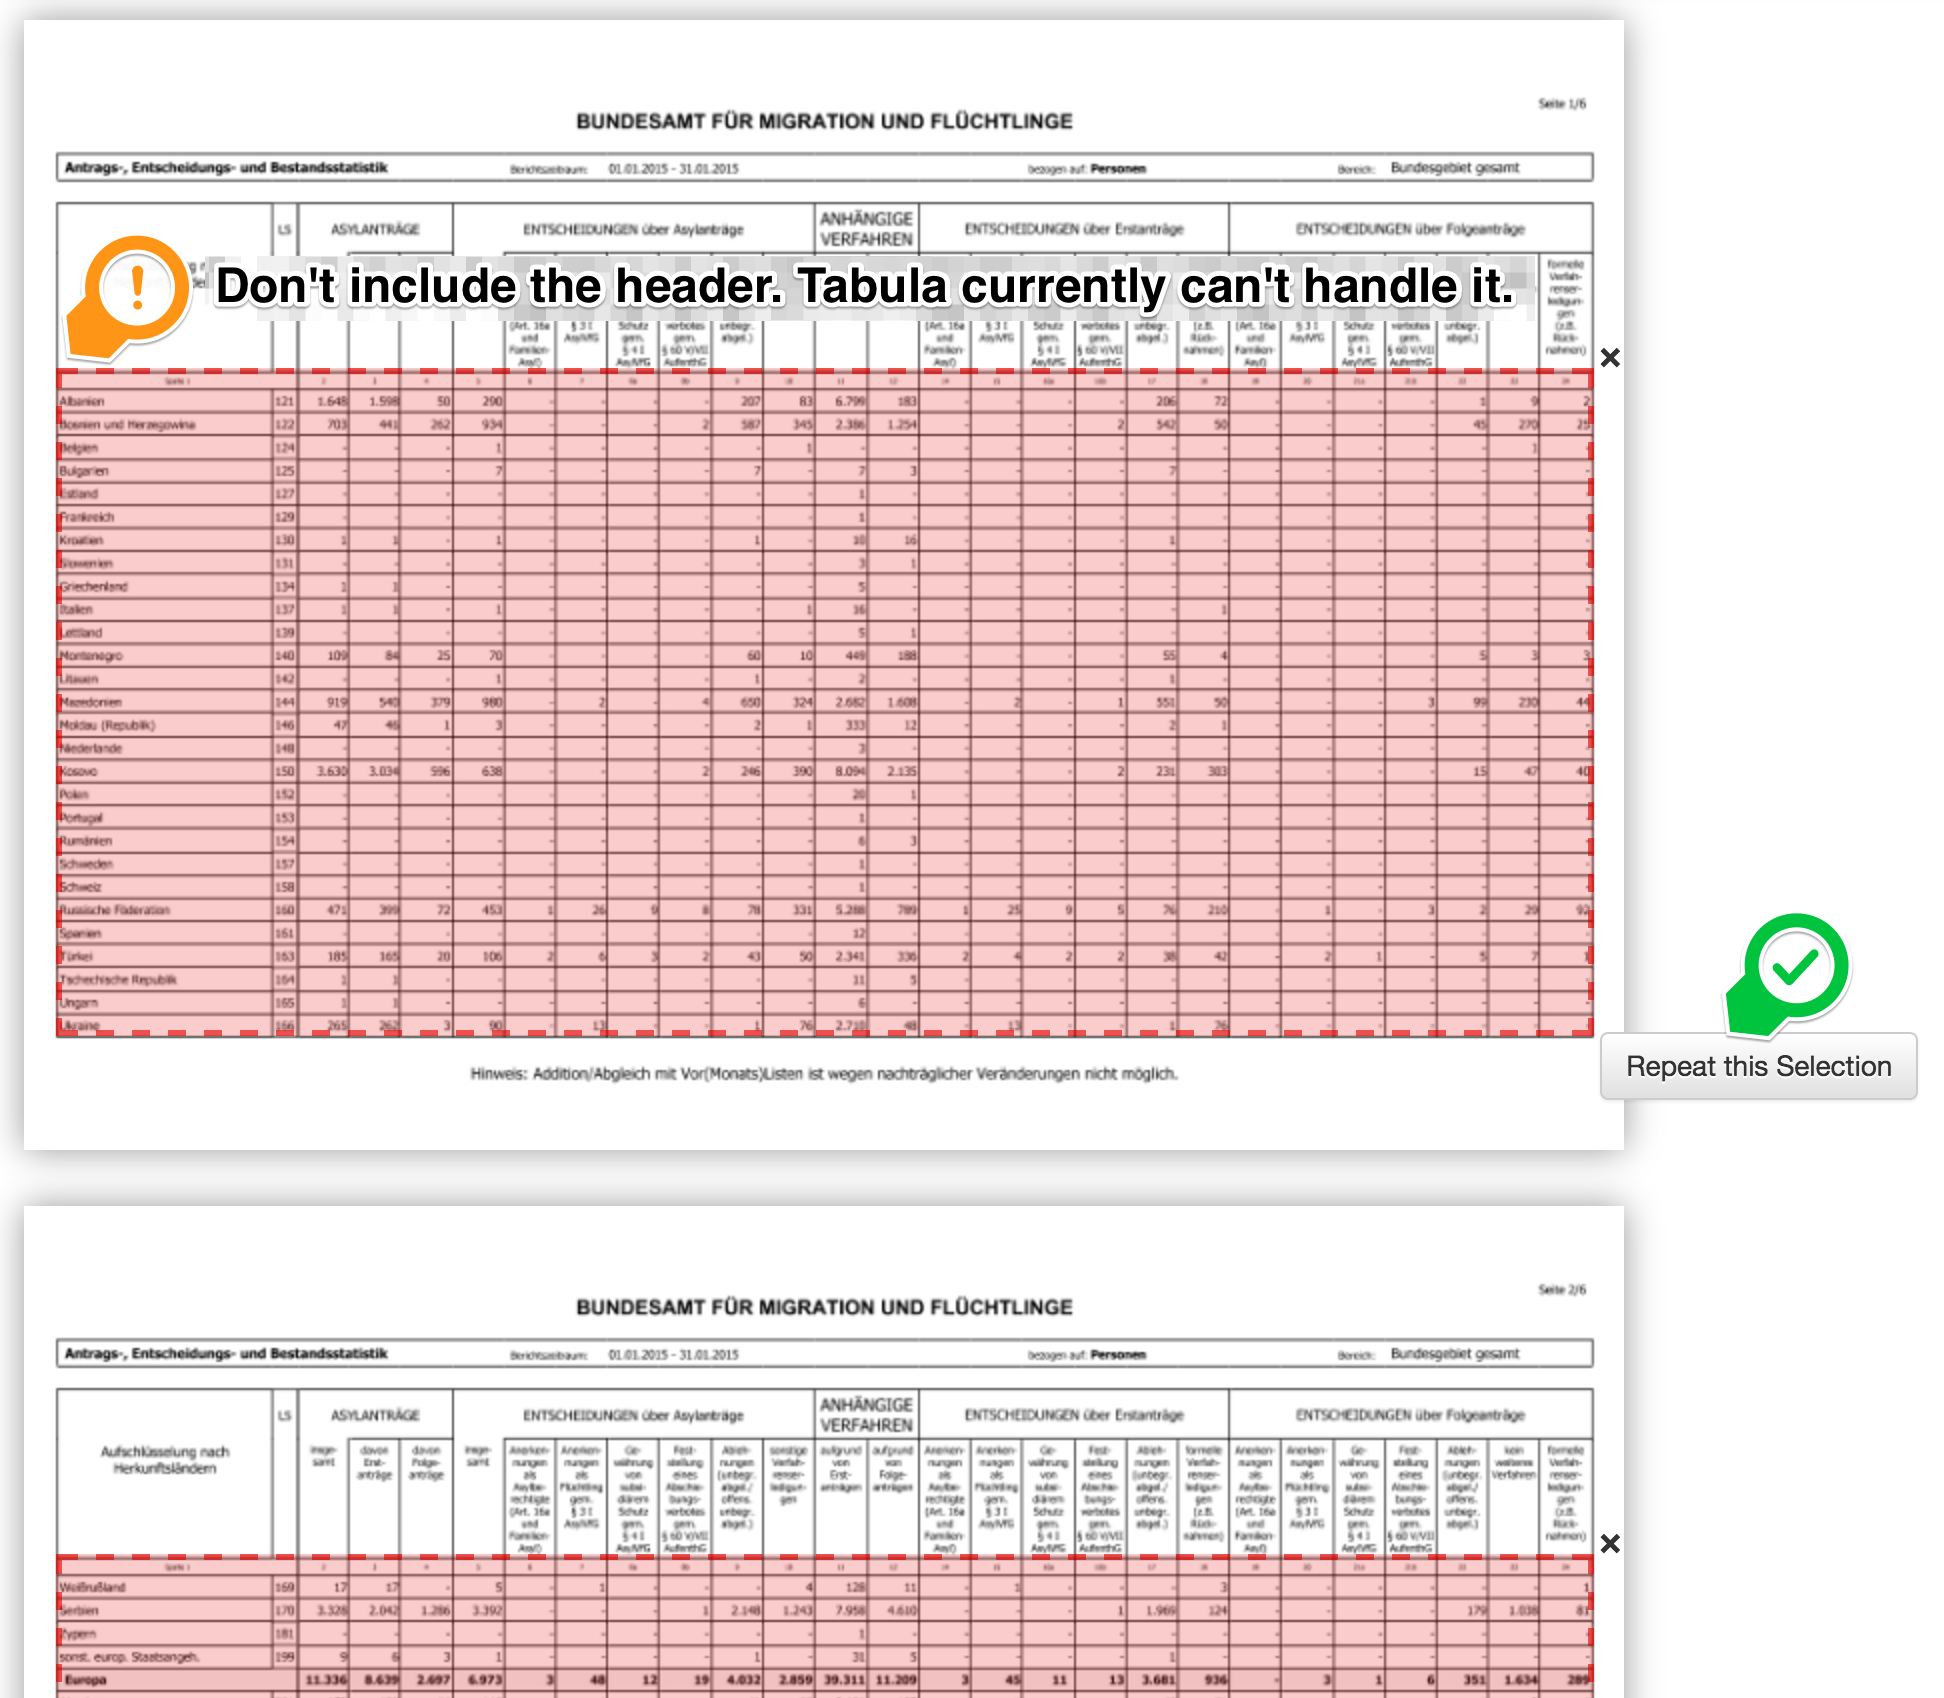 Seite 1/6
BUNDESAMT FÜR MIGRATION UND FLÜCHTLINGE
Antrags-, Entscheidungs- und Bestandsstatistik Berichtszeitraum: 01.01.2015 - 31.01.2015 bezogen auf: Personen Bereich: Bundesgebiet gesamt
LS ASYLANTRÄGE ENTSCHEIDUNGEN über Asylanträge ANHÄNGIGE VERFAHREN ENTSCHEIDUNGEN über Erstanträge ENTSCHEIDUNGEN über Folgeanträge
Don't include the header. Tabula currently can't handle it.
Albanien 121 1.648 1.598 50 290 - - - - 207 83 6.799 183 - - - - 206 72 - - - - 1 9 2
Bosnien und Herzegowina 122 703 441 262 934 - - - 2 587 345 2.386 1.254 - - - 2 542 50 - - - - 45 270 25
Belgien 124 - - - 1 - - - - - 1 - - - - - - - - - - - - - 1 -
Bulgarien 125 - - - 7 - - - - 7 - 7 3 - - - - 7 - - - - - - - -
Estland 127 - - - - - - - - - - 1 - - - - - - - - - - - - - -
Frankreich 129 - - - - - - - - - - 1 - - - - - - - - - - - - - -
Kroatien 130 1 1 - 1 - - - - 1 - 10 16 - - - - 1 - - - - - - - -
Slowenien 131 - - - - - - - - - - 3 1 - - - - - - - - - - - - -
Griechenland 134 1 1 - - - - - - - - 5 - - - - - - - - - - - - - -
Italien 137 1 1 - 1 - - - - - 1 16 - - - - - - 1 - - - - - - -
Lettland 139 - - - - - - - - - - 5 1 - - - - - - - - - - - - -
Montenegro 140 109 84 25 70 - - - - 60 10 449 188 - - - - 55 4 - - - - 5 3 3
Litauen 142 - - - 1 - - - - 1 - 2 - - - - - 1 - - - - - - - -
Mazedonien 144 919 540 379 980 - 2 - 4 650 324 2.682 1.608 - 2 - 1 551 50 - - - 3 99 230 44
Moldau (Republik) 146 47 46 1 3 - - - - 2 1 333 12 - - - - 2 1 - - - - - - -
Niederlande 148 - - - - - - - - - - 3 - - - - - - - - - - - - - -
Kosovo 150 3.630 3.034 596 638 - - - 2 246 390 8.094 2.135 - - - 2 231 303 - - - - 15 47 40
Polen 152 - - - - - - - - - - 20 1 - - - - - - - - - - - - -
Portugal 153 - - - - - - - - - - 1 - - - - - - - - - - - - - -
Rumänien 154 - - - - - - - - - - 6 3 - - - - - - - - - - - - -
Schweden 157 - - - - - - - - - - 1 - - - - - - - - - - - - - -
Schweiz 158 - - - - - - - - - - 1 - - - - - - - - - - - - - -
Russische Föderation 160 471 399 72 453 1 26 9 8 78 331 5.288 789 1 25 9 5 76 210 - 1 - 3 2 29 92
Spanien 161 - - - - - - - - - - 12 - - - - - - - - - - - - - -
Türkei 163 185 165 20 106 2 6 3 2 43 50 2.341 336 2 4 2 2 38 42 - 2 1 - 5 7 1
Tschechische Republik 164 1 1 - - - - - - - - 11 5 - - - - - - - - - - - - -
Ungarn 165 1 1 - - - - - - - - 6 - - - - - - - - - - - - - -
Ukraine 166 265 262 3 90 - 13 - - 1 76 2.710 48 - 13 - - 1 76 - - - - - - -
Repeat this Selection
Hinweis: Addition/Abgleich mit Vor(Monats)Listen ist wegen nachträglicher Veränderungen nicht möglich.
Seite 2/6
BUNDESAMT FÜR MIGRATION UND FLÜCHTLINGE
Antrags-, Entscheidungs- und Bestandsstatistik Berichtszeitraum: 01.01.2015 - 31.01.2015 bezogen auf: Personen Bereich: Bundesgebiet gesamt
LS ASYLANTRÄGE ENTSCHEIDUNGEN über Asylanträge ANHÄNGIGE VERFAHREN ENTSCHEIDUNGEN über Erstanträge ENTSCHEIDUNGEN über Folgeanträge
Aufschlüsselung nach
Herkunftsländern
Weißrußland 169 17 17 - 5 - 1 - - - 4 128 11 - 1 - - - 3 - - - - - - 1
Serbien 170 3.328 2.042 1.286 3.392 - - - 1 2.148 1.243 7.958 4.610 - - - 1 1.969 124 - - - - 179 1.038 81
Zypern 181 - - - - - - - - - - 1 - - - - - - - - - - - - - -
sonst. europ. Staatsangeh. 199 9 6 3 1 - - - - 1 - 31 5 - - - - 1 - - - - - - - -
Europa 11.336 8.639 2.697 6.973 3 48 12 19 4.032 2.859 39.311 11.209 3 45 11 13 3.681 936 - 3 1 6 351 1.634 289